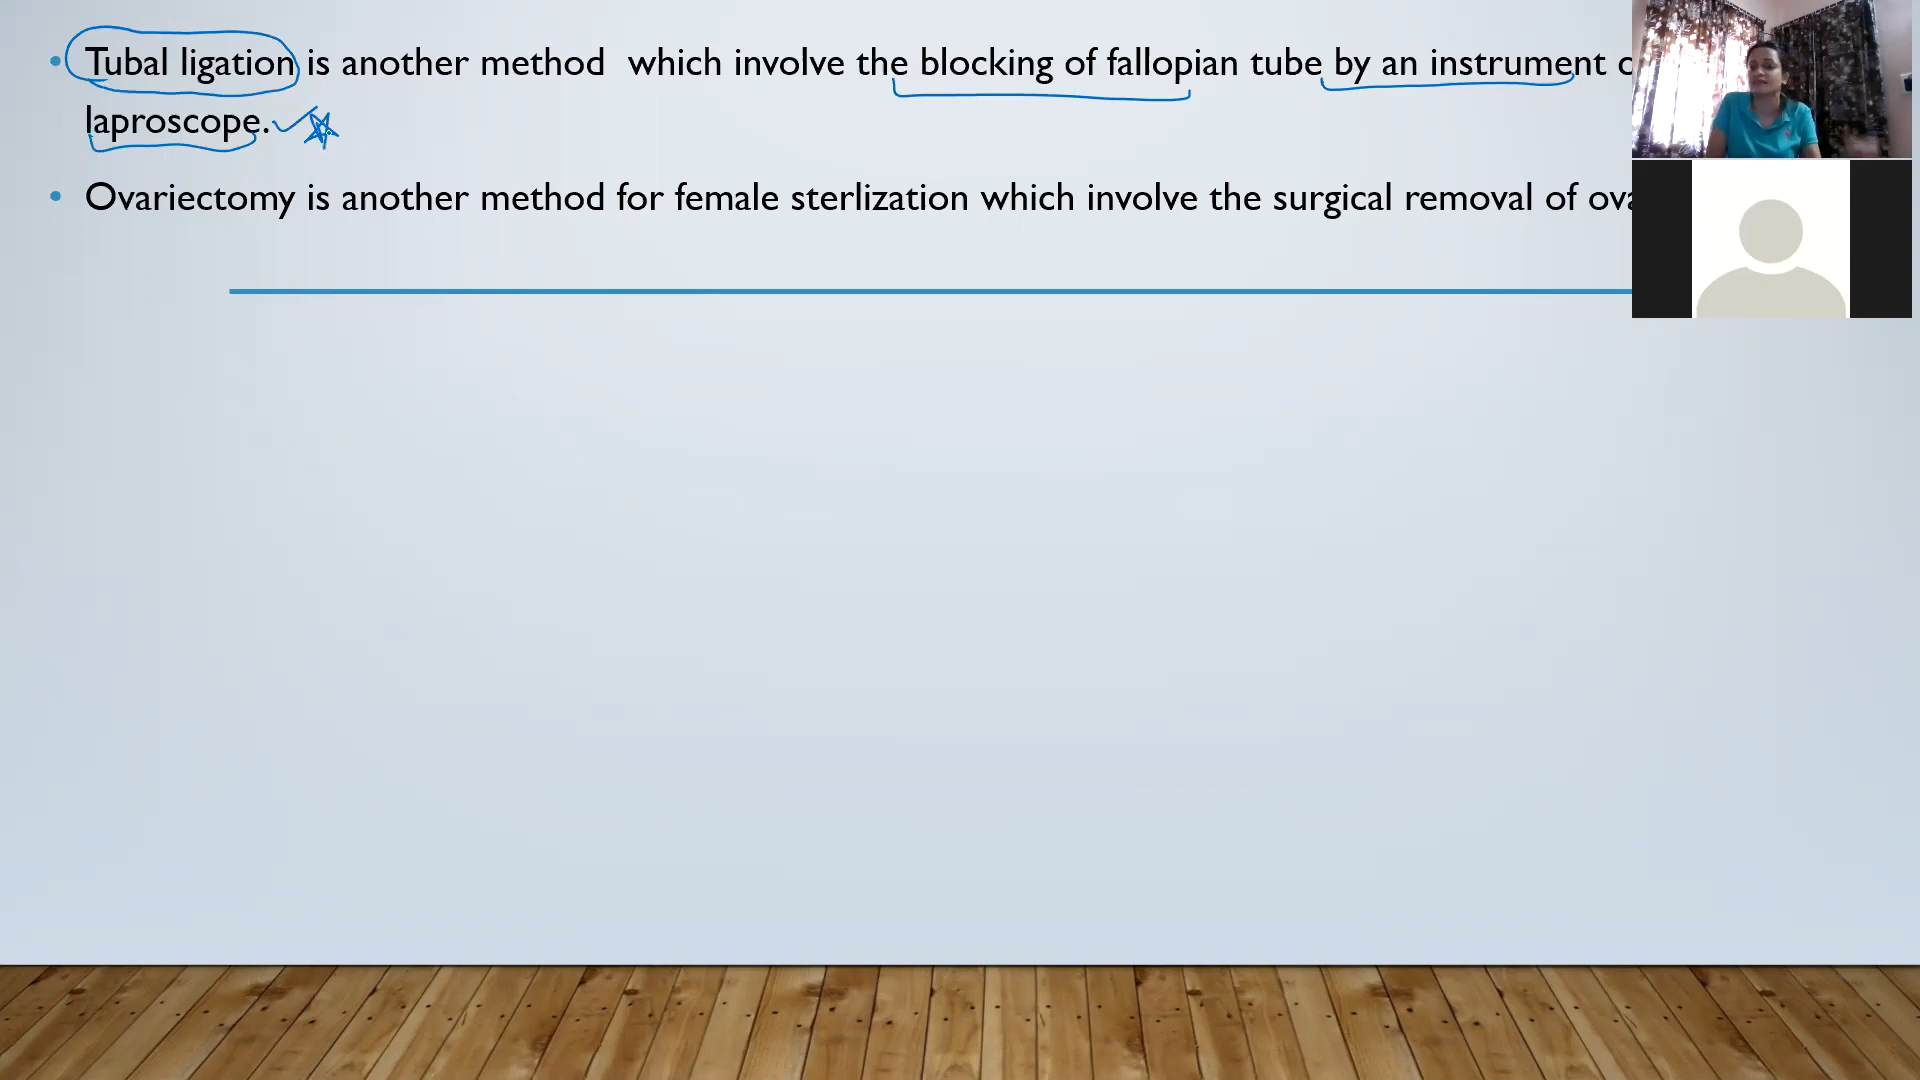 • Tubal ligation is another method which involve the blocking of fallopian tube by an instrument
laproscope.
• Ovariectomy is another method for female sterlization which involve the surgical removal of